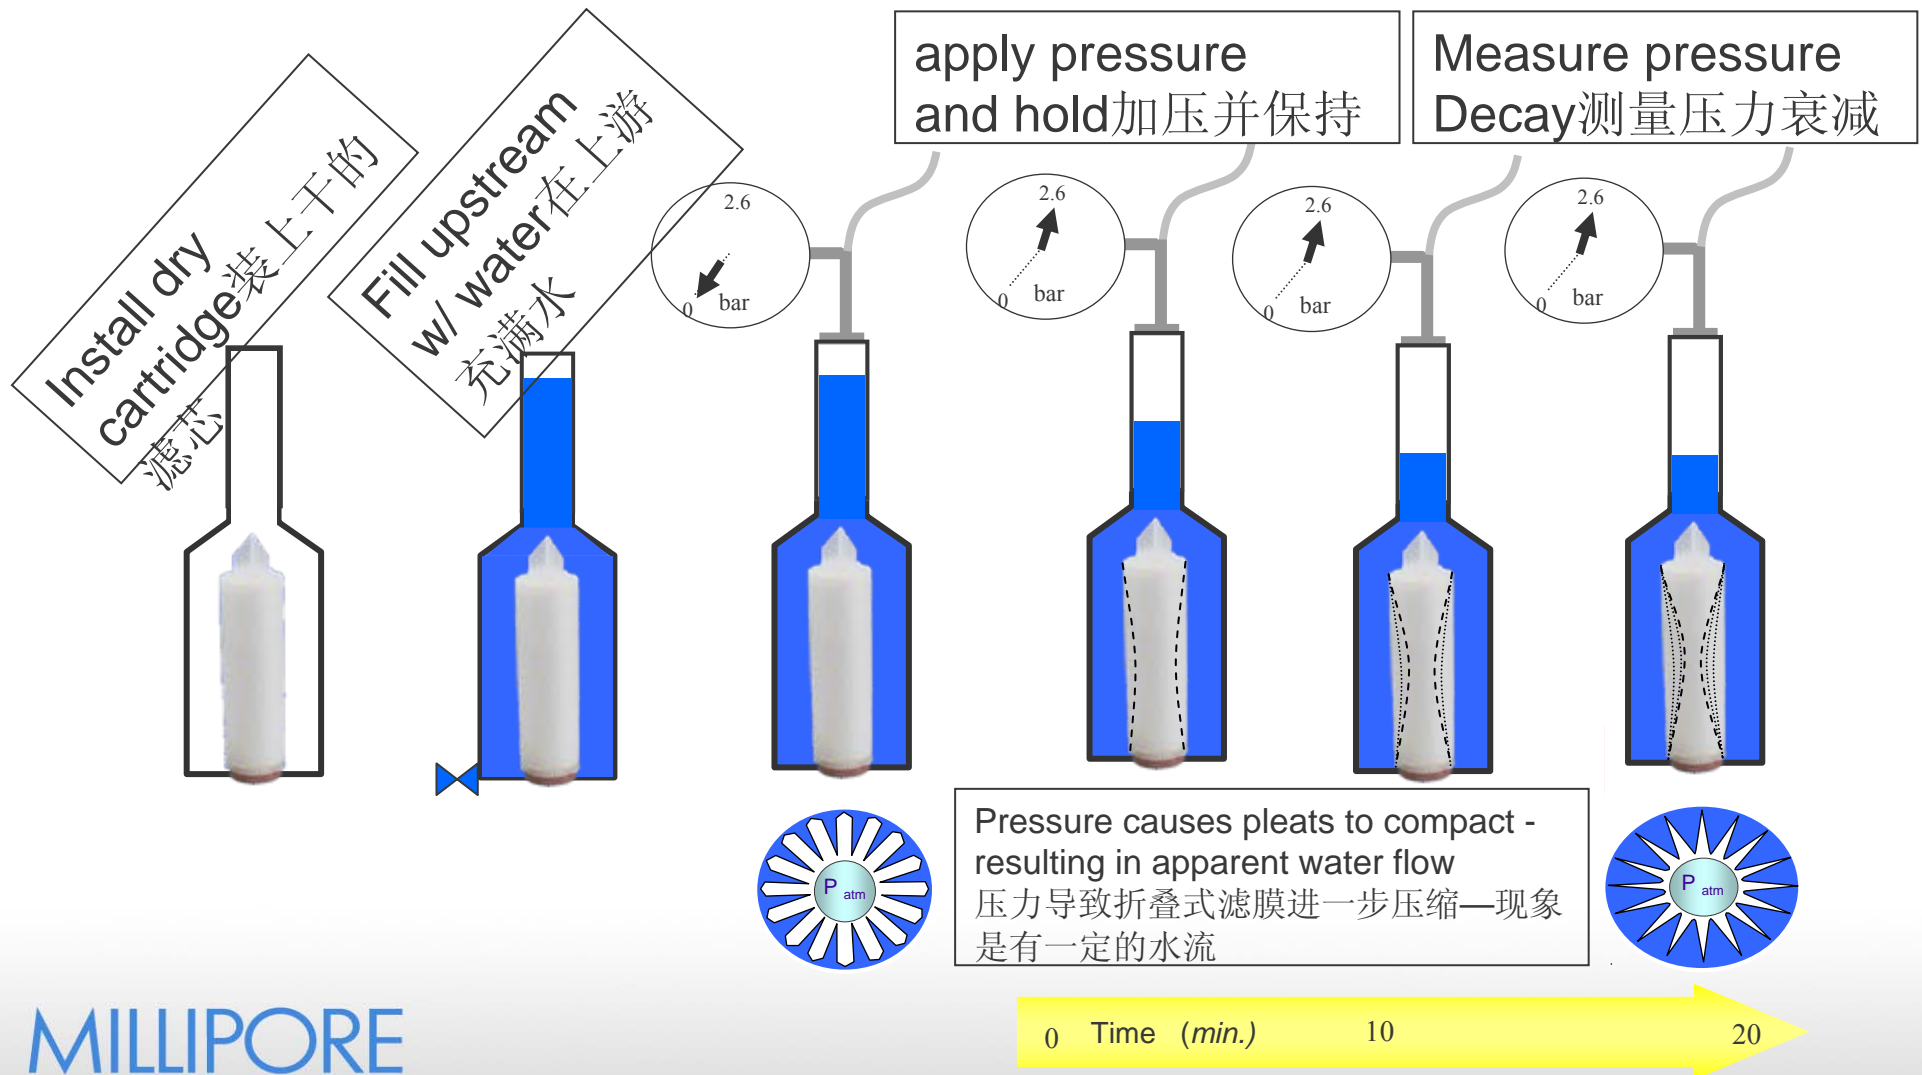 Install dry
cartridge装上干的
滤芯
Fill upstream
w/ water在上游
充满水
apply pressure
and hold加压并保持
Measure pressure
Decay测量压力衰减
2.6
0
bar
2.6
0
bar
2.6
0
bar
2.6
0
bar
P atm
Pressure causes pleats to compact -
resulting in apparent water flow
压力导致折叠式滤膜进一步压缩—现象
是有一定的水流
P atm
0 Time (min.) 10 20
MILLIPORE